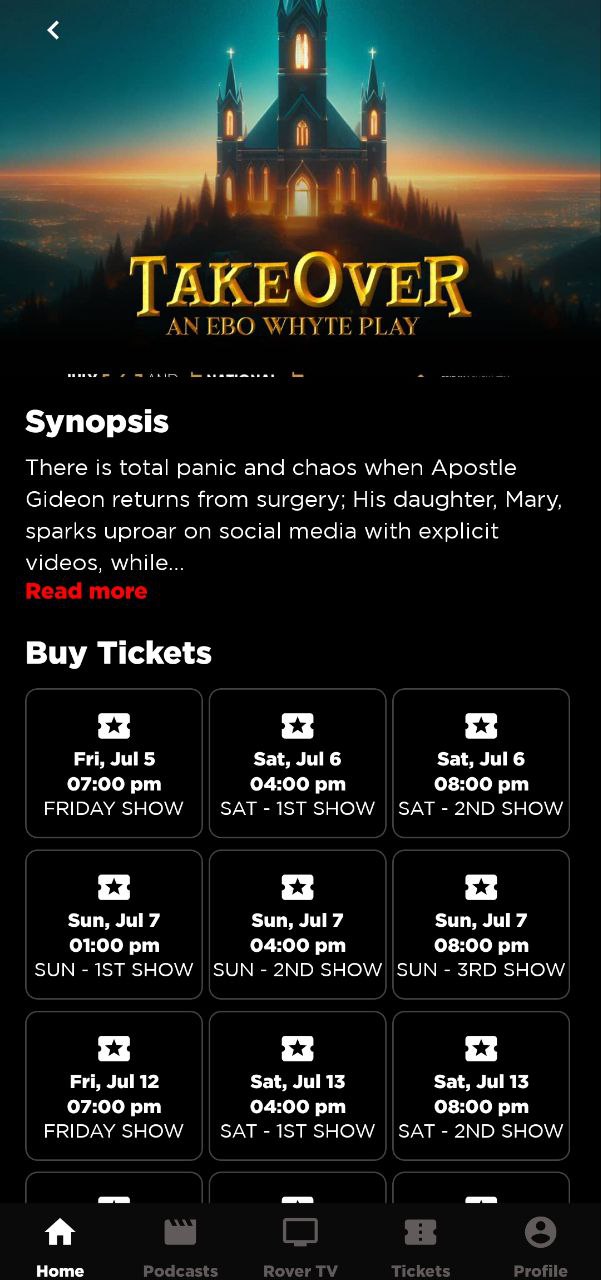 TAKEOVER
AN EBO WHYTE PLAY
JULY 5 6 7 AND NATIONAL
Synopsis
There is total panic and chaos when Apostle
Gideon returns from surgery; His daughter, Mary,
sparks uproar on social media with explicit
videos, while...
Read more
Buy Tickets
Fri, Jul 5
07:00 pm
FRIDAY SHOW
Sat, Jul 6
04:00 pm
SAT - 1ST SHOW
Sat, Jul 6
08:00 pm
SAT - 2ND SHOW
Sun, Jul 7
01:00 pm
SUN - 1ST SHOW
Sun, Jul 7
04:00 pm
SUN - 2ND SHOW
Sun, Jul 7
08:00 pm
SUN - 3RD SHOW
Fri, Jul 12
07:00 pm
FRIDAY SHOW
Sat, Jul 13
04:00 pm
SAT - 1ST SHOW
Sat, Jul 13
08:00 pm
SAT - 2ND SHOW
Home
Podcasts
Rover TV
Tickets
Profile